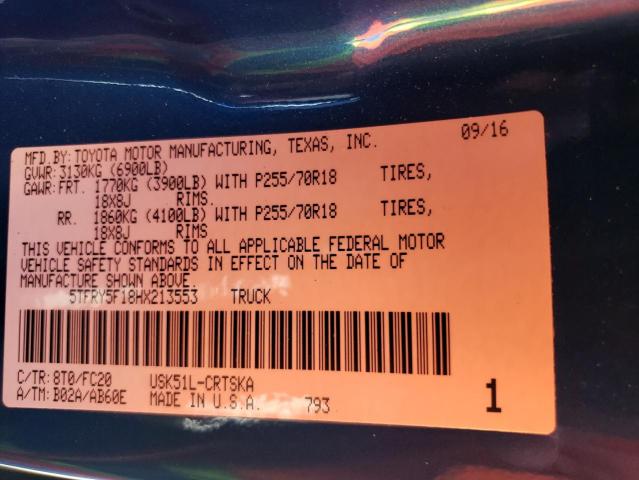 MFD.BY:TOYOTA MOTOR MANUFACTURING, TEXAS, INC. 09/16
GVWR:3130KG (6900LB)
GAWR:FRT. 1770KG (3900LB) WITH P255/70R18 TIRES,
18X8J RIMS.
RR. 1860KG (4100LB) WITH P255/70R18 TIRES,
18X8J RIMS
THIS VEHICLE CONFORMS TO ALL APPLICABLE FEDERAL MOTOR
VEHICLE SAFETY STANDARDS IN EFFECT ON THE DATE OF
MANUFACTURE SHOWN ABOVE.
5TFRY5F18HX213553 TRUCK
C/TR:8T0/FC20 USK51L-CRTSKA
A/TM:B02A/AB60E MADE IN U.S.A. 793 1